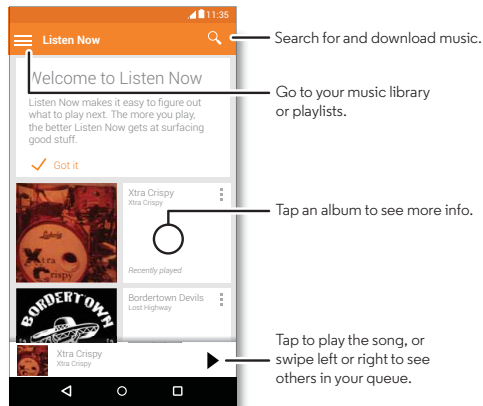 11:35
Listen Now
Search for and download music.
Welcome to Listen Now
Listen Now makes it easy to figure out
what to play next. The more you play,
the better Listen Now gets at surfacing
good stuff.
Got it
Go to your music library
or playlists.
Ludwig
Xtra
Crispy
Xtra Crispy
Xtra Crispy
Recently played
Tap an album to see more info.
BORDERTOWN
Bordertown Devils
Lost Highway
Xtra Crispy
Xtra Crispy
Tap to play the song, or
swipe left or right to see
others in your queue.